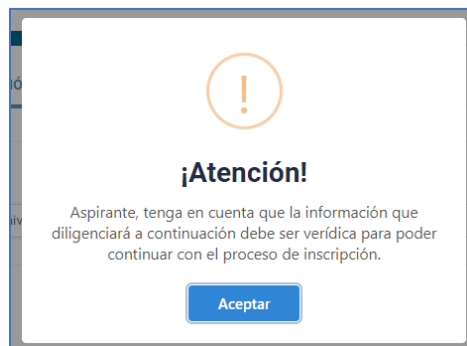 ¡Atención!
Aspirante, tenga en cuenta que la información que
diligenciará a continuación debe ser verídica para poder
continuar con el proceso de inscripción.
Aceptar